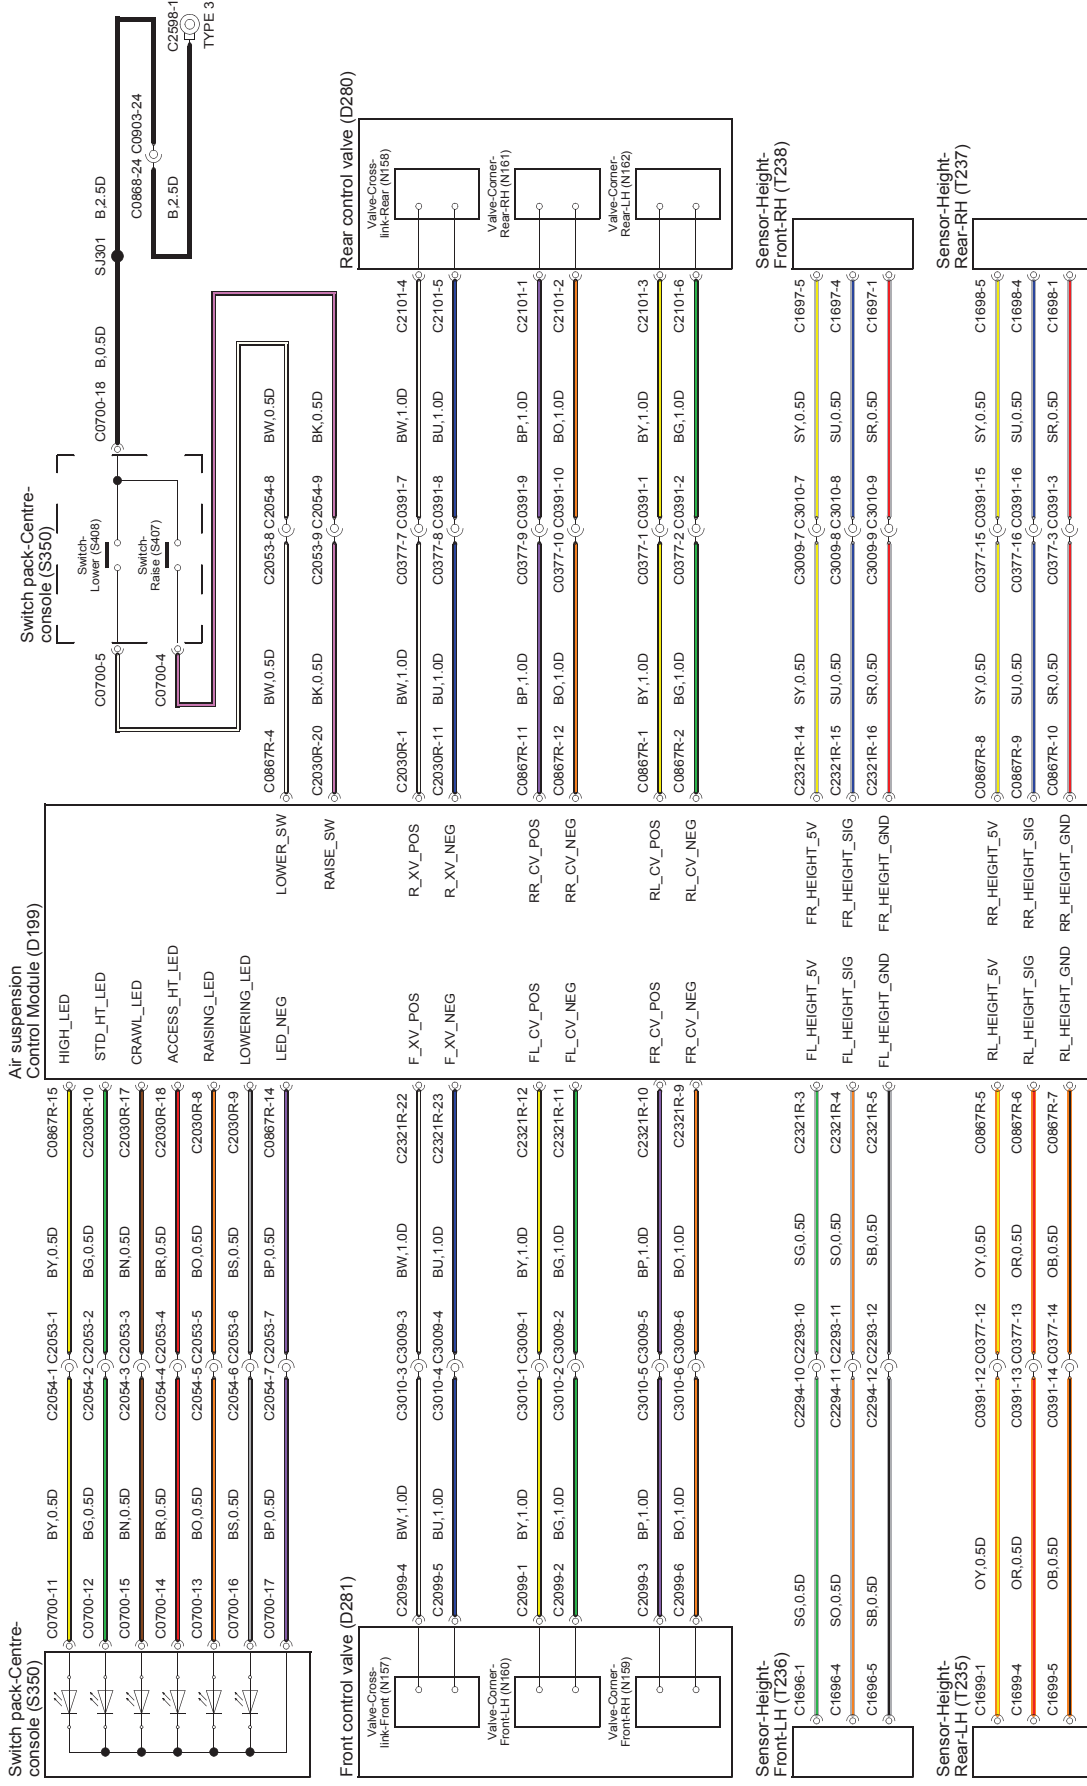 Switch pack-Centre-
console (S350)
C0700-11 BY,0.5D C2054-1 C2053-1 BY,0.5D C0867R-15 HIGH_LED
C0700-12 BG,0.5D C2054-2 C2053-2 BG,0.5D C2030R-10 STD_HT_LED
C0700-15 BN,0.5D C2054-3 C2053-3 BN,0.5D C2030R-17 CRAWL_LED
C0700-14 BR,0.5D C2054-4 C2053-4 BR,0.5D C2030R-18 ACCESS_HT_LED
C0700-13 BO,0.5D C2054-5 C2053-5 BO,0.5D C2030R-8 RAISING_LED
C0700-16 BS,0.5D C2054-6 C2053-6 BS,0.5D C2030R-9 LOWERING_LED
C0700-17 BP,0.5D C2054-7 C2053-7 BP,0.5D C0867R-14 LED_NEG
Air suspension
Control Module (D199)
Switch pack-Centre-
console (S350)
C0700-5
Switch-
Lower (S408)
C0700-18 B,0.5D SJ301 B,2.5D
C0700-4
Switch-
Raise (S407)
C0868-24 C0903-24
B,2.5D
C2598-1
TYPE 3
LOWER_SW C0867R-4 BW,0.5D C2053-8 C2054-8 BW,0.5D
RAISE_SW C2030R-20 BK,0.5D C2053-9 C2054-9 BK,0.5D
Front control valve (D281)
Valve-Cross-
link-Front (N157)
C2099-4 BW,1.0D C3010-3 C3009-3 BW,1.0D C2321R-22 F_XV_POS
C2099-5 BU,1.0D C3010-4 C3009-4 BU,1.0D C2321R-23 F_XV_NEG
Valve-Corner-
Front-LH (N160)
C2099-1 BY,1.0D C3010-1 C3009-1 BY,1.0D C2321R-12 FL_CV_POS
C2099-2 BG,1.0D C3010-2 C3009-2 BG,1.0D C2321R-11 FL_CV_NEG
Valve-Corner-
Front-RH (N159)
C2099-3 BP,1.0D C3010-5 C3009-5 BP,1.0D C2321R-10 FR_CV_POS
C2099-6 BO,1.0D C3010-6 C3009-6 BO,1.0D C2321R-9 FR_CV_NEG
Rear control valve (D280)
Valve-Cross-
link-Rear (N158)
R_XV_POS C2030R-1 BW,1.0D C0377-7 C0391-7 BW,1.0D C2101-4
R_XV_NEG C2030R-11 BU,1.0D C0377-8 C0391-8 BU,1.0D C2101-5
Valve-Corner-
Rear-RH (N161)
RR_CV_POS C0867R-11 BP,1.0D C0377-9 C0391-9 BP,1.0D C2101-1
RR_CV_NEG C0867R-12 BO,1.0D C0377-10 C0391-10 BO,1.0D C2101-2
Valve-Corner-
Rear-LH (N162)
RL_CV_POS C0867R-1 BY,1.0D C0377-1 C0391-1 BY,1.0D C2101-3
RL_CV_NEG C0867R-2 BG,1.0D C0377-2 C0391-2 BG,1.0D C2101-6
Sensor-Height-
Front-LH (T236)
C1696-1 SG,0.5D C2294-10 C2293-10 SG,0.5D C2321R-3 FL_HEIGHT_5V
C1696-4 SO,0.5D C2294-11 C2293-11 SO,0.5D C2321R-4 FL_HEIGHT_SIG
C1696-5 SB,0.5D C2294-12 C2293-12 SB,0.5D C2321R-5 FL_HEIGHT_GND
Sensor-Height-
Front-RH (T238)
FR_HEIGHT_5V C2321R-14 SY,0.5D C3009-7 C3010-7 SY,0.5D C1697-5
FR_HEIGHT_SIG C2321R-15 SU,0.5D C3009-8 C3010-8 SU,0.5D C1697-4
FR_HEIGHT_GND C2321R-16 SR,0.5D C3009-9 C3010-9 SR,0.5D C1697-1
Sensor-Height-
Rear-LH (T235)
C1699-1 OY,0.5D C0391-12 C0377-12 OY,0.5D C0867R-5 RL_HEIGHT_5V
C1699-4 OR,0.5D C0391-13 C0377-13 OR,0.5D C0867R-6 RL_HEIGHT_SIG
C1699-5 OB,0.5D C0391-14 C0377-14 OB,0.5D C0867R-7 RL_HEIGHT_GND
Sensor-Height-
Rear-RH (T237)
RR_HEIGHT_5V C0867R-8 SY,0.5D C0377-15 C0391-15 SY,0.5D C1698-5
RR_HEIGHT_SIG C0867R-9 SU,0.5D C0377-16 C0391-16 SU,0.5D C1698-4
RR_HEIGHT_GND C0867R-10 SR,0.5D C0377-3 C0391-3 SR,0.5D C1698-1